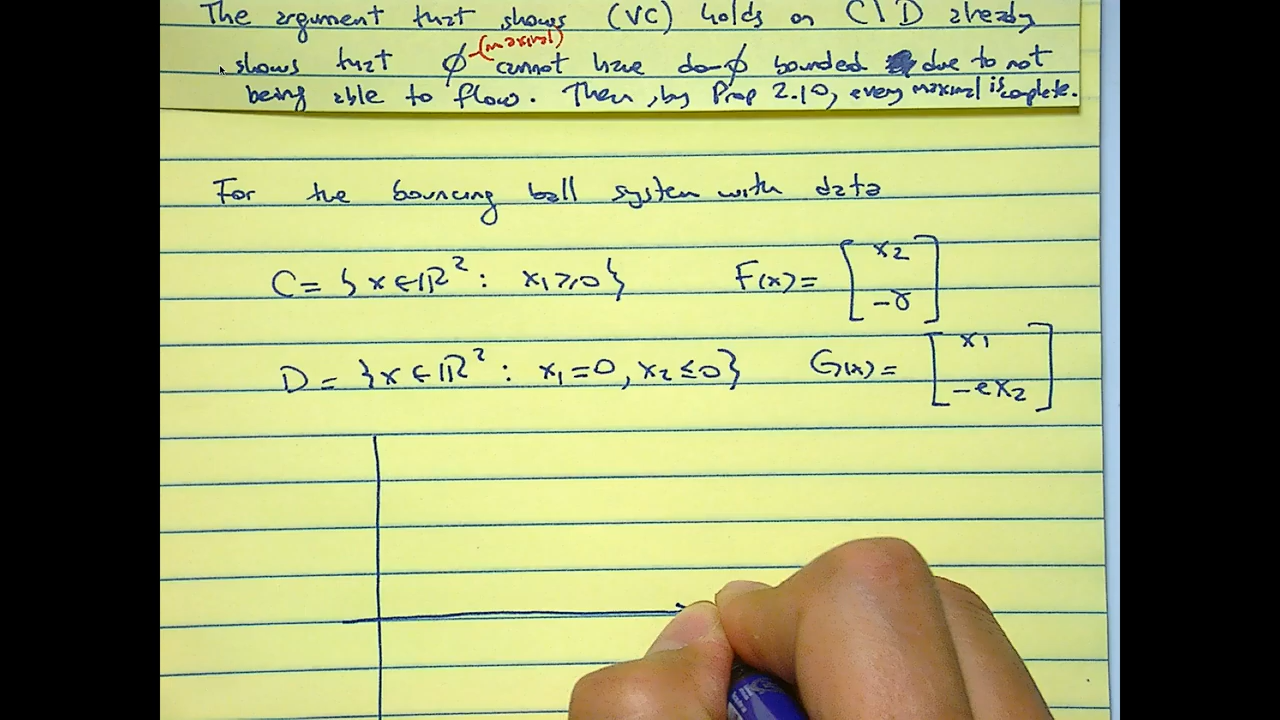 The argument that shows (VC) holds on C\D already
shows that ϕ (maximal) cannot have dom ϕ bounded due to not
being able to flow. Then, by Prop 2.10, every maximal is complete.
For the bouncing ball system with data
C = { x ∈ ℝ² : x₁ ≥ 0 } F(x) = [ x₂ -γ ]
D = { x ∈ ℝ² : x₁ = 0, x₂ ≤ 0 } G(x) = [ x₁ -e x₂ ]